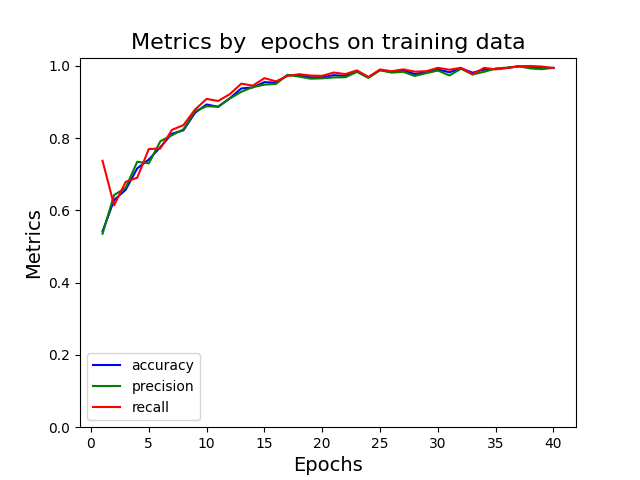 Metrics by  epochs on training data
1.0
0.8
0.6
0.4
0.2
0.0
Metrics
accuracy
precision
recall
0 5 10 15 20 25 30 35 40
Epochs